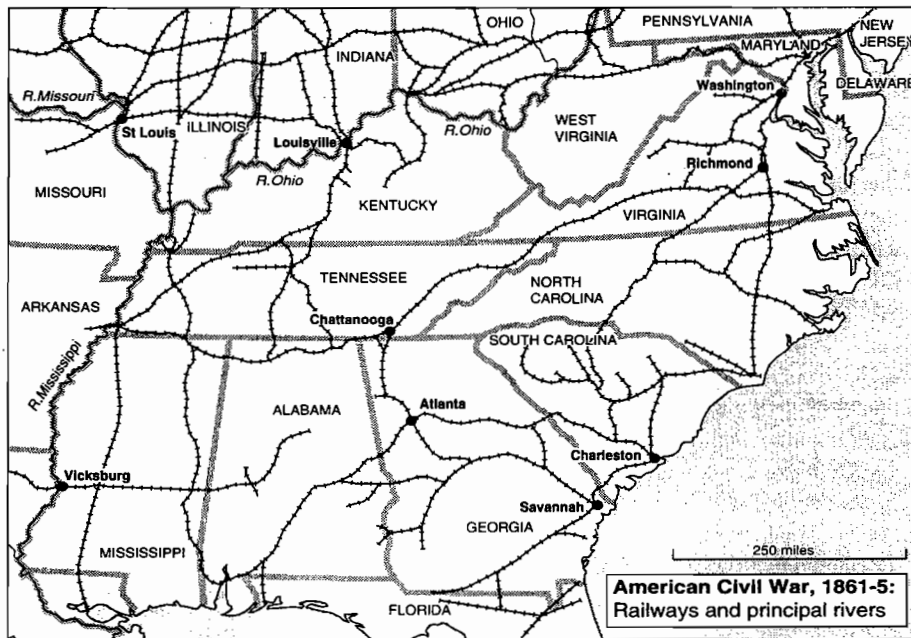 OHIO
PENNSYLVANIA
NEW
JERSEY
INDIANA
MARYLAND
R.Missouri
Washington
DELAWARE
St Louis
ILLINOIS
WEST
VIRGINIA
Louisville
R.Ohio
R.Ohio
Richmond
MISSOURI
KENTUCKY
VIRGINIA
TENNESSEE
NORTH
CAROLINA
ARKANSAS
Chattanooga
SOUTH CAROLINA
R.Mississippi
ALABAMA
Atlanta
Charleston
Vicksburg
Savannah
GEORGIA
MISSISSIPPI
250 miles
FLORIDA
American Civil War, 1861-5:
Railways and principal rivers